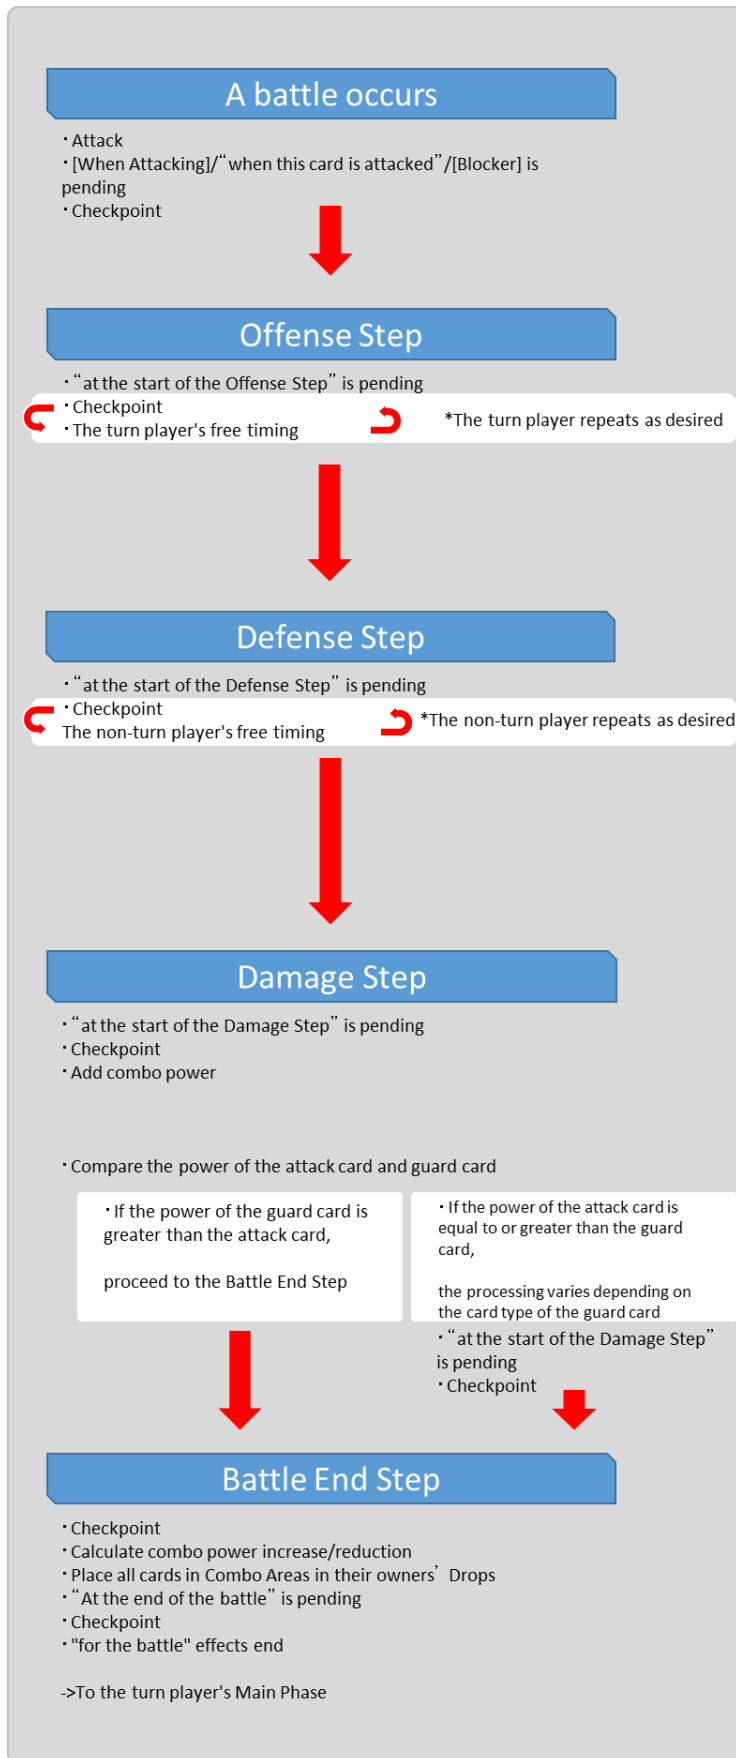 A battle occurs
・Attack
・[When Attacking]/“when this card is attacked”/[Blocker] is
pending
・Checkpoint
Offense Step
・“at the start of the Offense Step” is pending
・Checkpoint
・The turn player's free timing
*The turn player repeats as desired
Defense Step
・“at the start of the Defense Step” is pending
・Checkpoint
The non-turn player's free timing
*The non-turn player repeats as desired
Damage Step
・“at the start of the Damage Step” is pending
・Checkpoint
・Add combo power
・Compare the power of the attack card and guard card
・If the power of the guard card is
greater than the attack card,
proceed to the Battle End Step
・If the power of the attack card is
equal to or greater than the guard
card,
the processing varies depending on
the card type of the guard card
・“at the start of the Damage Step”
is pending
・Checkpoint
Battle End Step
・Checkpoint
・Calculate combo power increase/reduction
・Place all cards in Combo Areas in their owners’ Drops
・“At the end of the battle” is pending
・Checkpoint
・"for the battle" effects end
->To the turn player's Main Phase